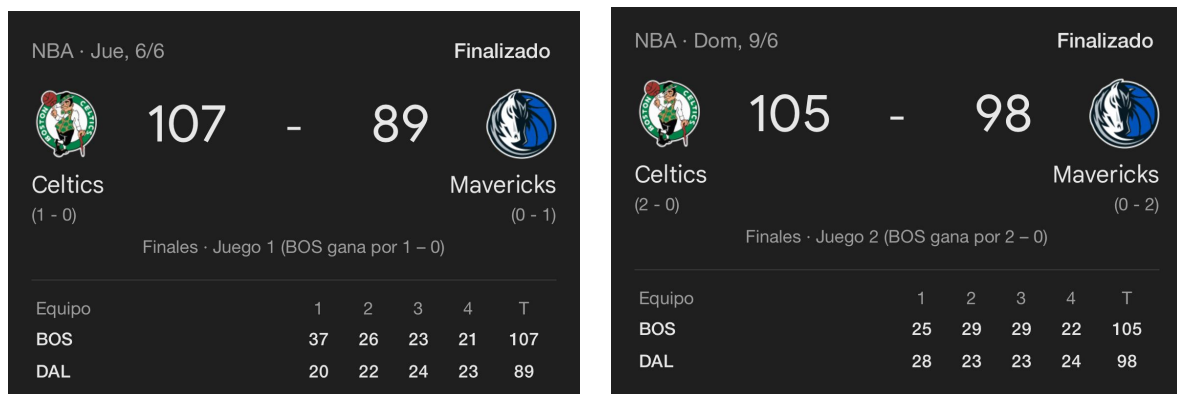 NBA · Jue, 6/6 Finalizado
107 - 89
Celtics Mavericks
(1 - 0) (0 - 1)
Finales · Juego 1 (BOS gana por 1 – 0)
Equipo 1 2 3 4 T
BOS 37 26 23 21 107
DAL 20 22 24 23 89
NBA · Dom, 9/6 Finalizado
105 - 98
Celtics Mavericks
(2 - 0) (0 - 2)
Finales · Juego 2 (BOS gana por 2 – 0)
Equipo 1 2 3 4 T
BOS 25 29 29 22 105
DAL 28 23 23 24 98